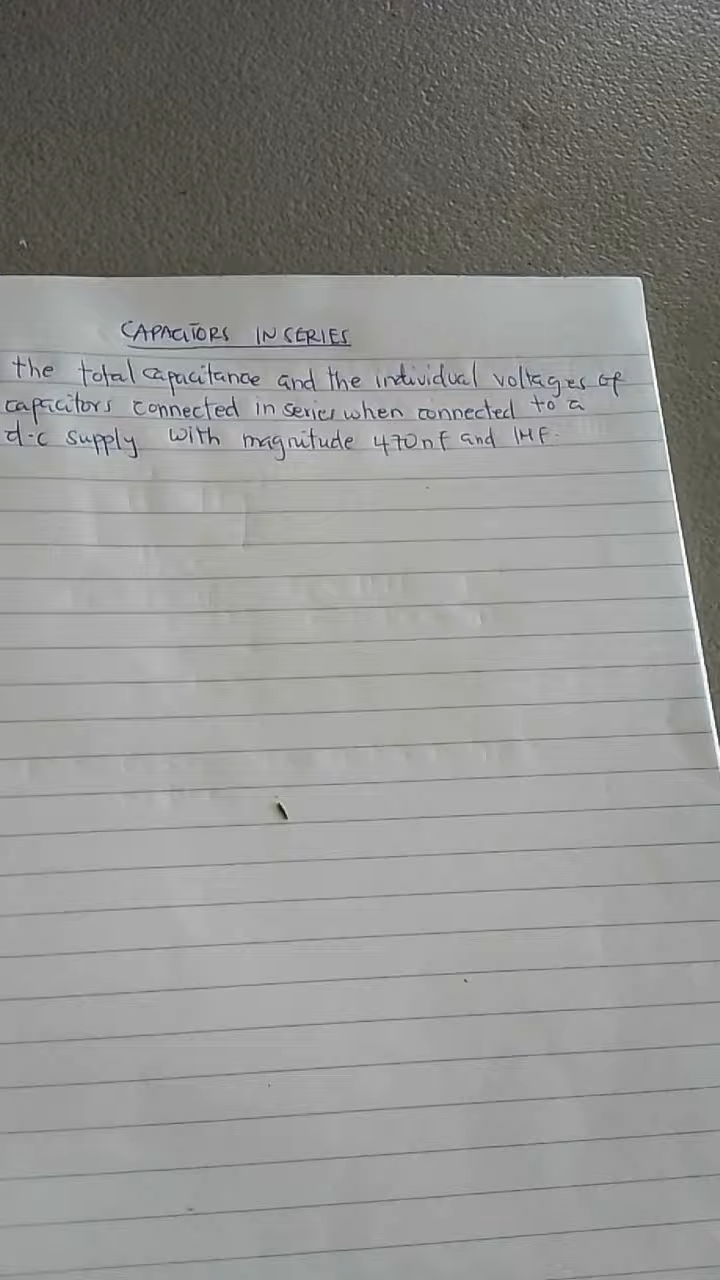 CAPACITORS IN SERIES
the total capacitance and the individual voltages of
capacitors connected in series when connected to a
d.c supply with magnitude 470nF and 1μF.